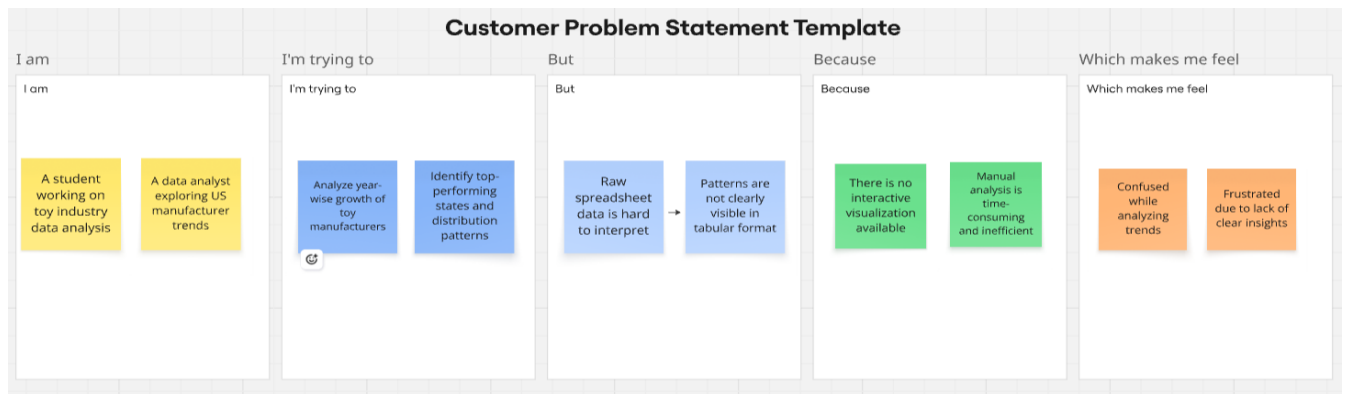 Customer Problem Statement Template
I am
I'm trying to
But
Because
Which makes me feel
I am
I'm trying to
But
Because
Which makes me feel
A student
working on
toy industry
data analysis
A data analyst
exploring US
manufacturer
trends
Analyze year-
wise growth of
toy
manufacturers
Identify top-
performing
states and
distribution
patterns
Raw
spreadsheet
data is hard
to interpret
Patterns are
not clearly
visible in
tabular format
There is no
interactive
visualization
available
Manual
analysis is
time-
consuming
and inefficient
Confused
while
analyzing
trends
Frustrated
due to lack of
clear insights